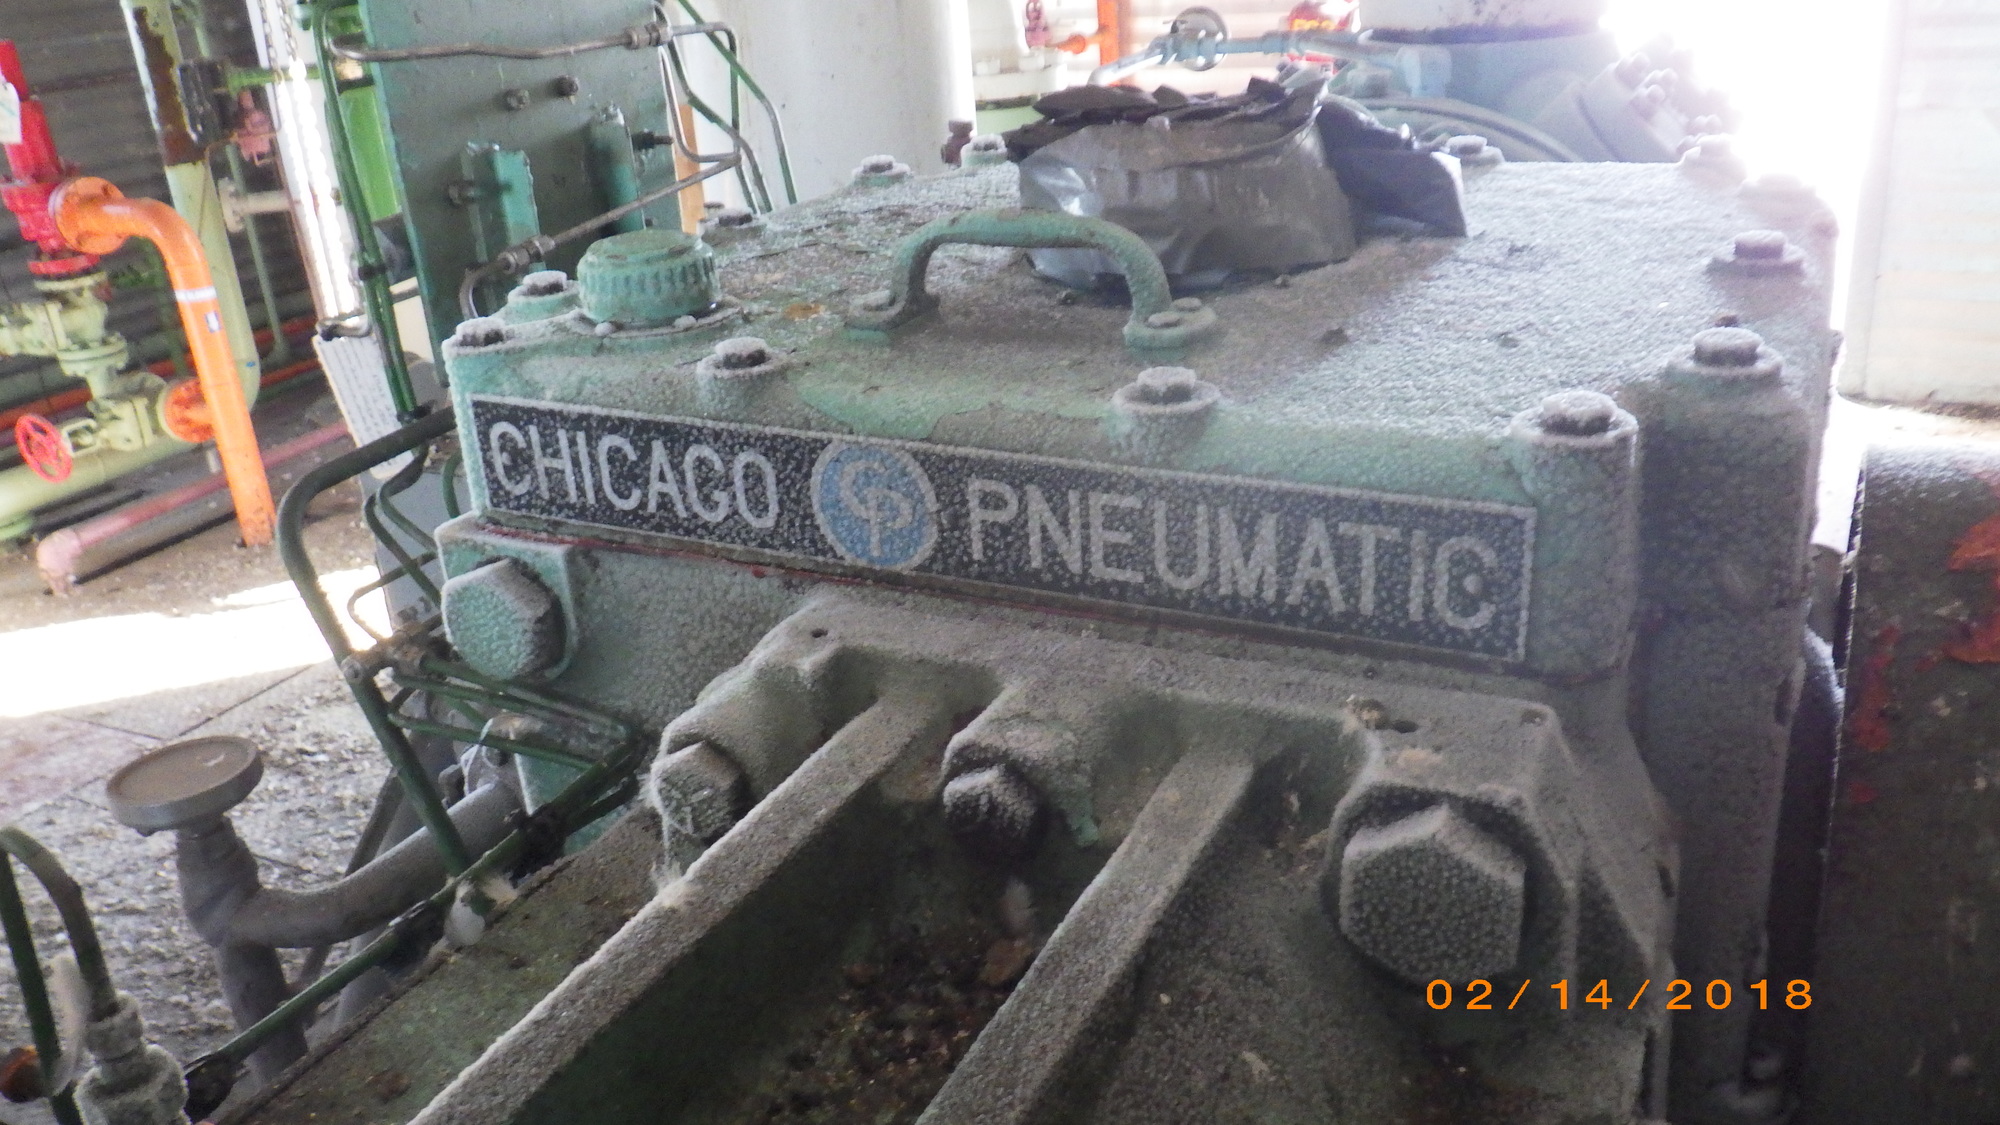 CHICAGO CP PNEUMATIC
02/14/2018